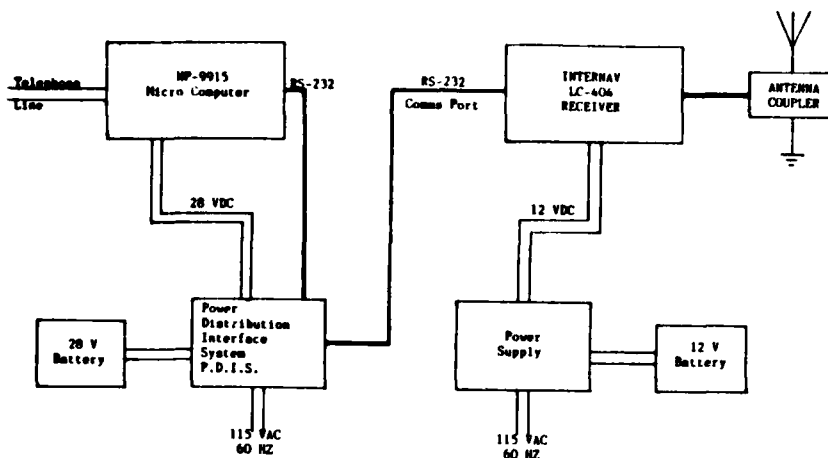 Telephone
Line
HP-9915
Micro Computer
RS-232
RS-232
Comms Port
INTERNAV
LC-404
RECEIVER
ANTENNA
COUPLER
28 VDC
12 VDC
28 V
Battery
Power
Distribution
Interface
System
P.D.I.S.
115 VAC
60 HZ
Power
Supply
12 V
Battery
115 VAC
60 HZ